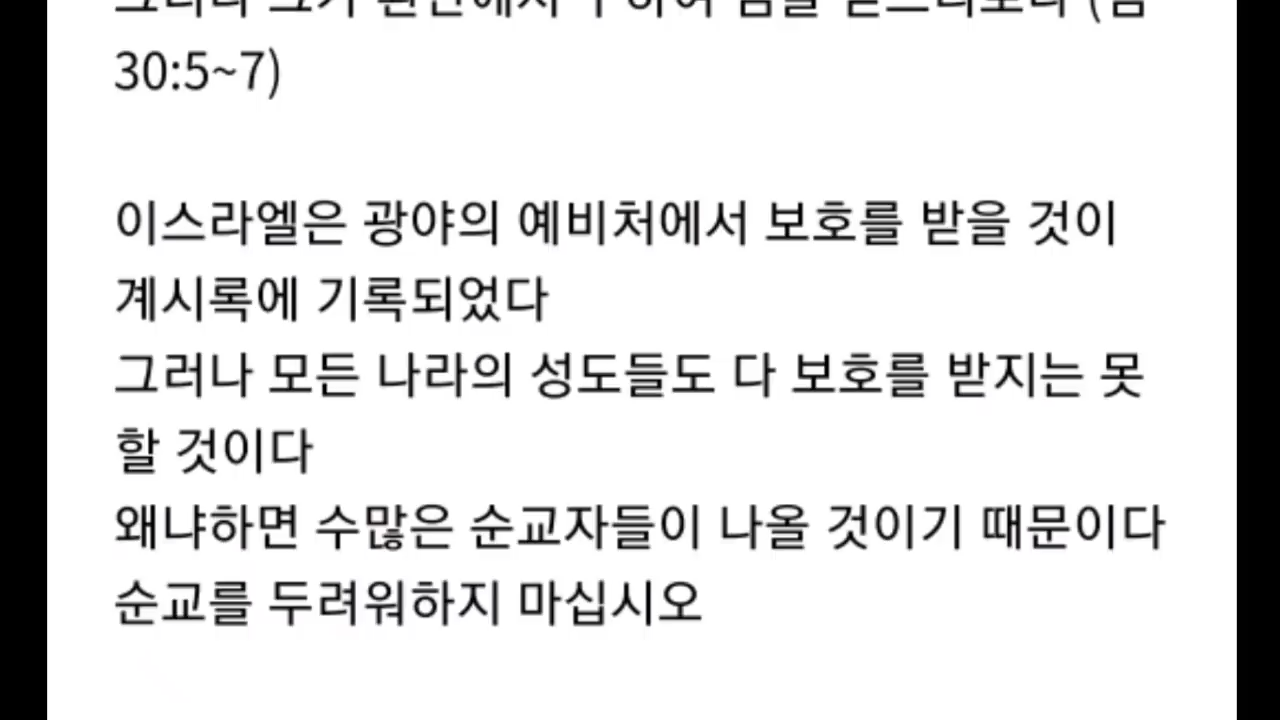 30:5~7)
이스라엘은 광야의 예비처에서 보호를 받을 것이
계시록에 기록되었다
그러나 모든 나라의 성도들도 다 보호를 받지는 못
할 것이다
왜냐하면 수많은 순교자들이 나올 것이기 때문이다
순교를 두려워하지 마십시오